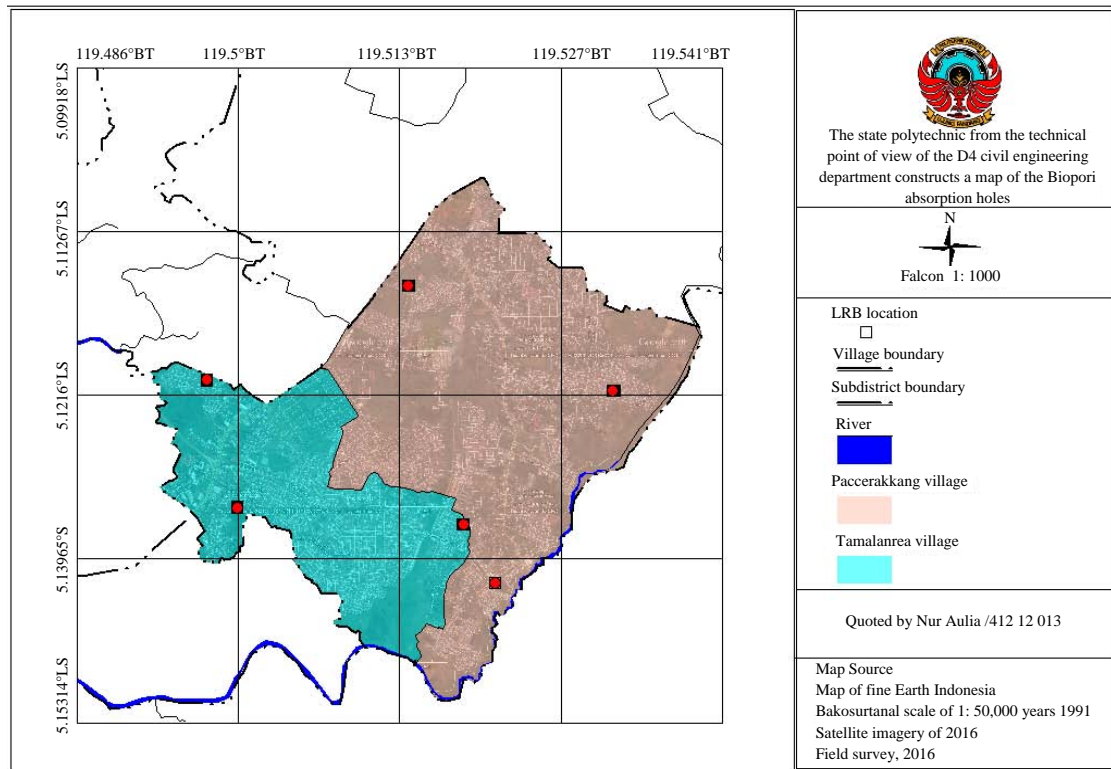 119.486°BT
119.5°BT
119.513°BT
119.527°BT
119.541°BT
5.09918°LS
5.11267°LS
5.1216°LS
5.13965°S
5.15314°LS
The state polytechnic from the technical
point of view of the D4 civil engineering
department constructs a map of the Biopori
absorption holes
N
Falcon 1: 1000
LRB location
Village boundary
Subdistrict boundary
River
Paccerakkang village
Tamalanrea village
Quoted by Nur Aulia /412 12 013
Map Source
Map of fine Earth Indonesia
Bakosurtanal scale of 1: 50,000 years 1991
Satellite imagery of 2016
Field survey, 2016